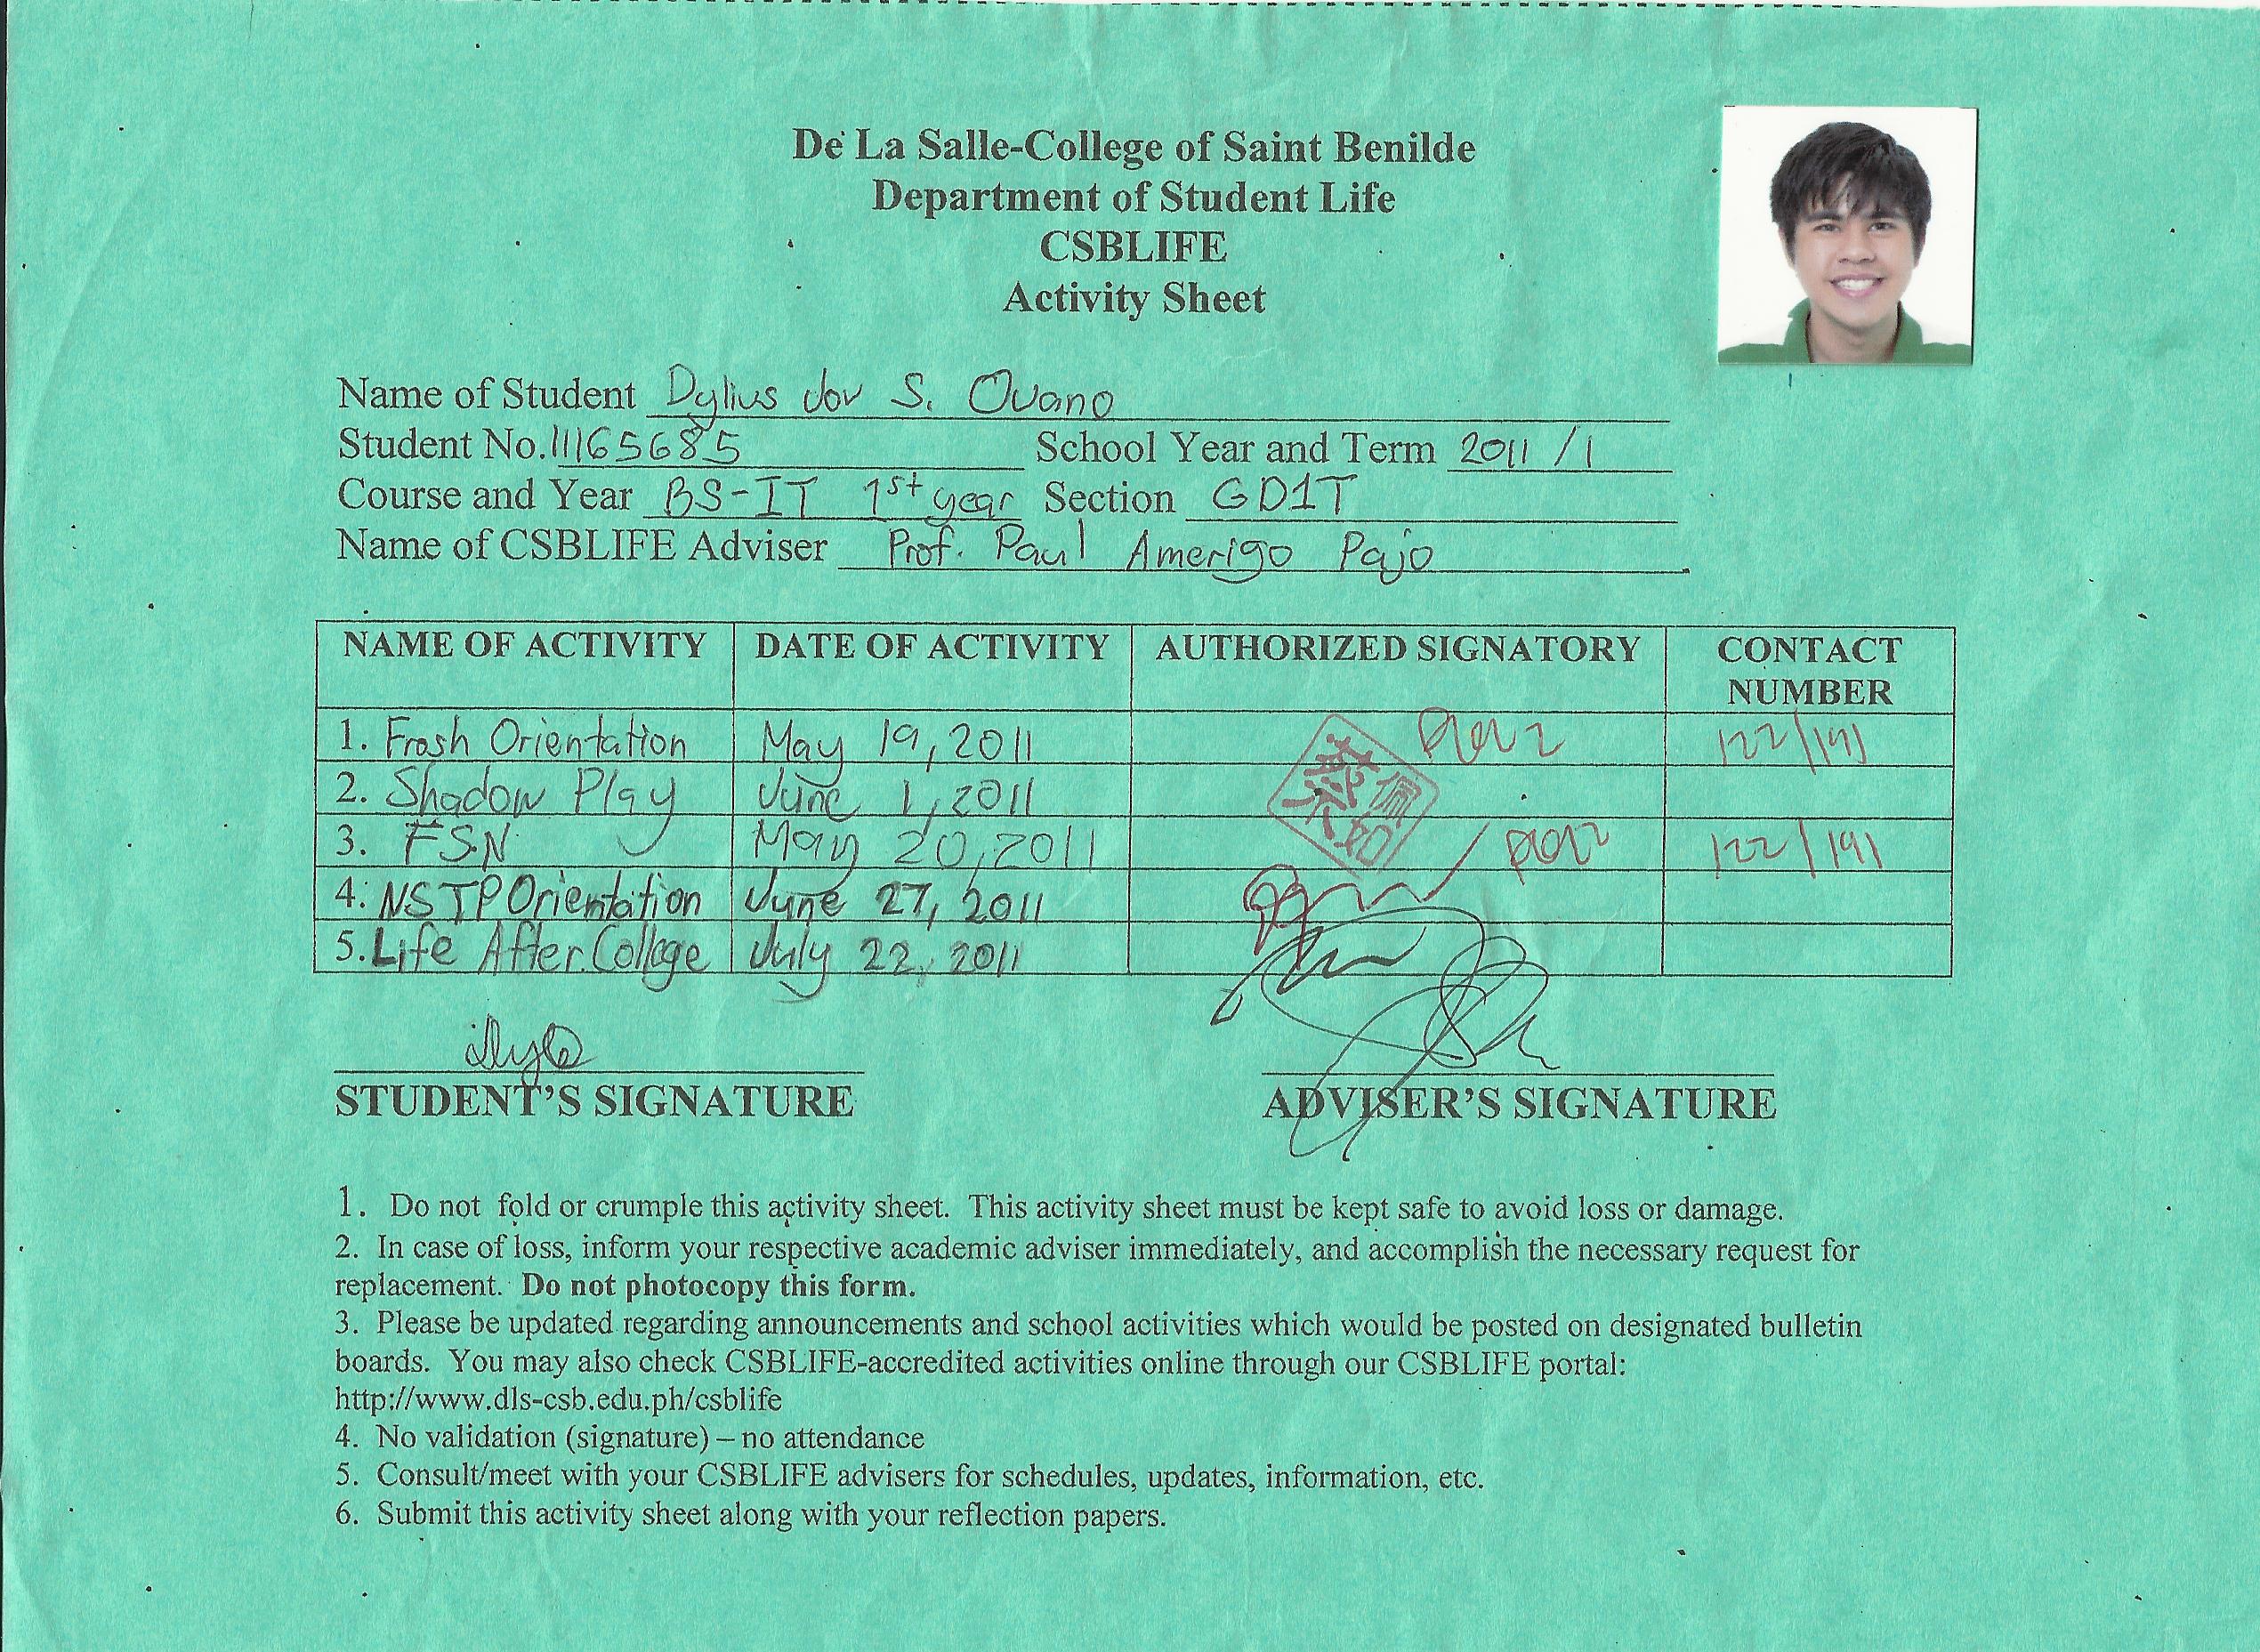 De La Salle-College of Saint Benilde
Department of Student Life
CSBLIFE
Activity Sheet
Name of Student Dylius Jov S. Ovano
Student No. 11165685 School Year and Term 2011 / 1
Course and Year BS-IT 1st year Section GD1T
Name of CSBLIFE Adviser Prof. Paul Amerigo Pajo
NAME OF ACTIVITY DATE OF ACTIVITY AUTHORIZED SIGNATORY CONTACT NUMBER
1. Frosh Orientation May 19, 2011 122/191
2. Shadow Play June 1, 2011
蔡佩如
3. FSN May 20, 2011 122/191
4. NSTP Orientation June 27, 2011
5. Life After College July 22, 2011
STUDENT'S SIGNATURE ADVISER'S SIGNATURE
1. Do not fold or crumple this activity sheet. This activity sheet must be kept safe to avoid loss or damage.
2. In case of loss, inform your respective academic adviser immediately, and accomplish the necessary request for
replacement. Do not photocopy this form.
3. Please be updated regarding announcements and school activities which would be posted on designated bulletin
boards. You may also check CSBLIFE-accredited activities online through our CSBLIFE portal:
http://www.dls-csb.edu.ph/csblife
4. No validation (signature) – no attendance
5. Consult/meet with your CSBLIFE advisers for schedules, updates, information, etc.
6. Submit this activity sheet along with your reflection papers.